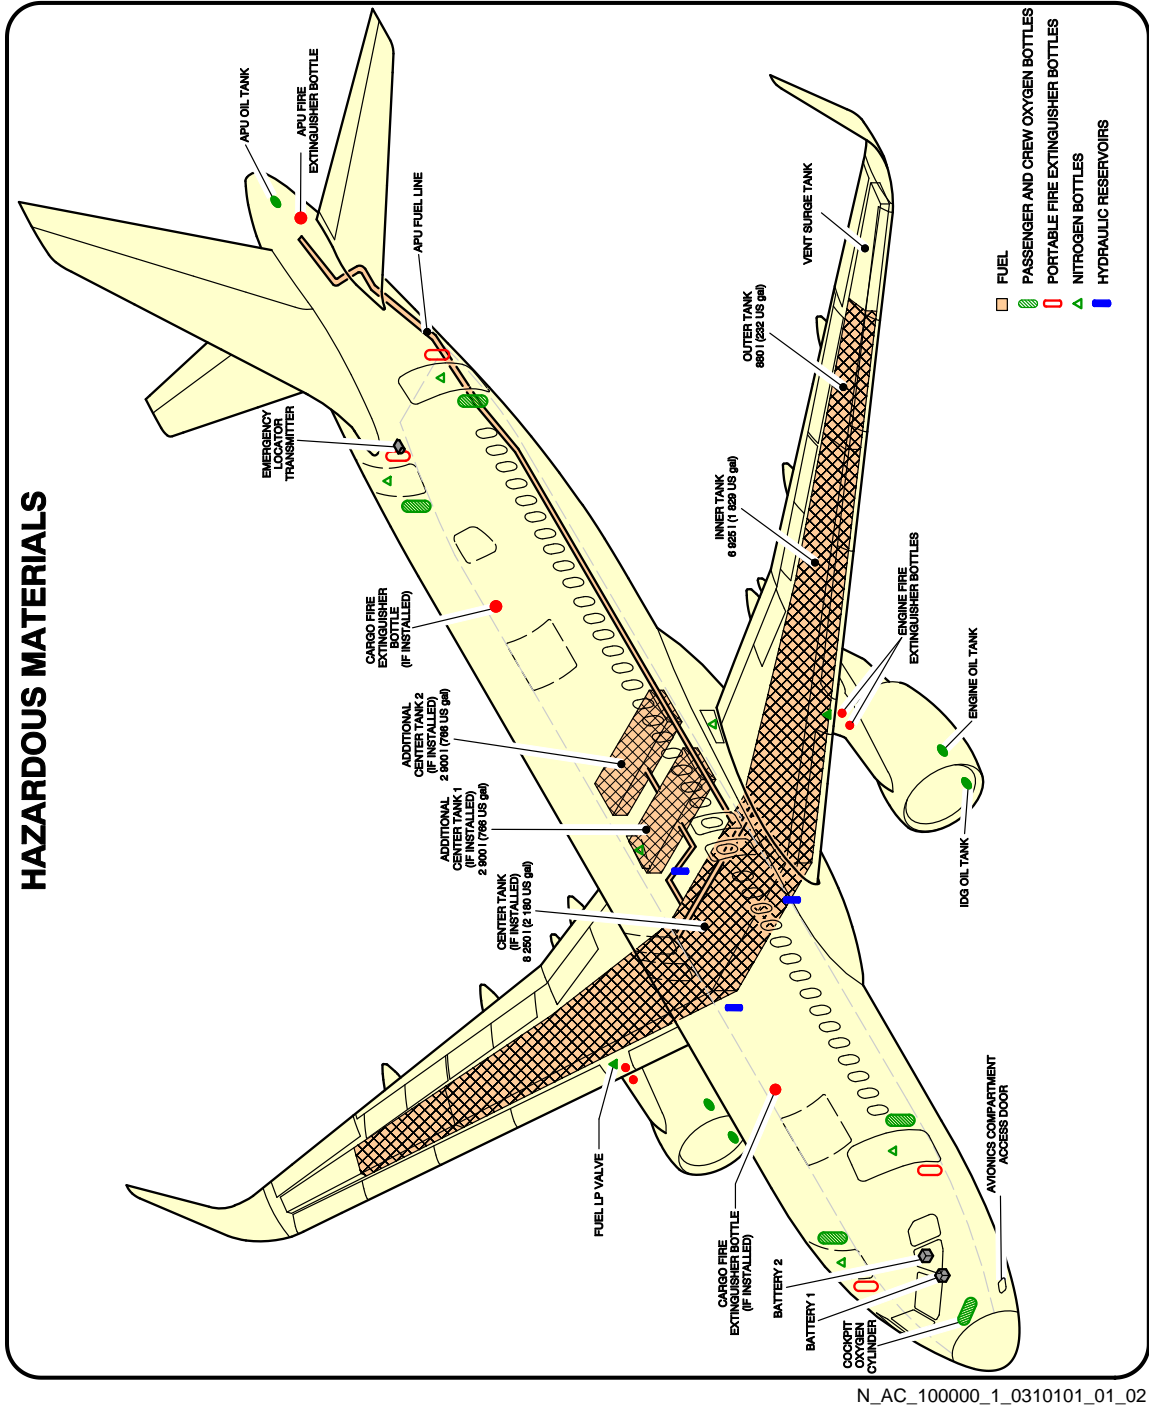 HAZARDOUS MATERIALS
APU OIL TANK
APU FIRE
EXTINGUISHER BOTTLE
APU FUEL LINE
EMERGENCY
LOCATOR
TRANSMITTER
CARGO FIRE
EXTINGUISHER
BOTTLE
(IF INSTALLED)
ADDITIONAL
CENTER TANK 2
(IF INSTALLED)
2 900 l (766 US gal)
ADDITIONAL
CENTER TANK 1
(IF INSTALLED)
2 900 l (766 US gal)
CENTER TANK
(IF INSTALLED)
8 250 l (2 180 US gal)
VENT SURGE TANK
OUTER TANK
880 l (232 US gal)
INNER TANK
6 925 l (1 829 US gal)
ENGINE FIRE
EXTINGUISHER BOTTLES
ENGINE OIL TANK
IDG OIL TANK
FUEL LP VALVE
CARGO FIRE
EXTINGUISHER BOTTLE
(IF INSTALLED)
BATTERY 2
BATTERY 1
COCKPIT
OXYGEN
CYLINDER
AVIONICS COMPARTMENT
ACCESS DOOR
FUEL
PASSENGER AND CREW OXYGEN BOTTLES
PORTABLE FIRE EXTINGUISHER BOTTLES
NITROGEN BOTTLES
HYDRAULIC RESERVOIRS
N_AC_100000_1_0310101_01_02